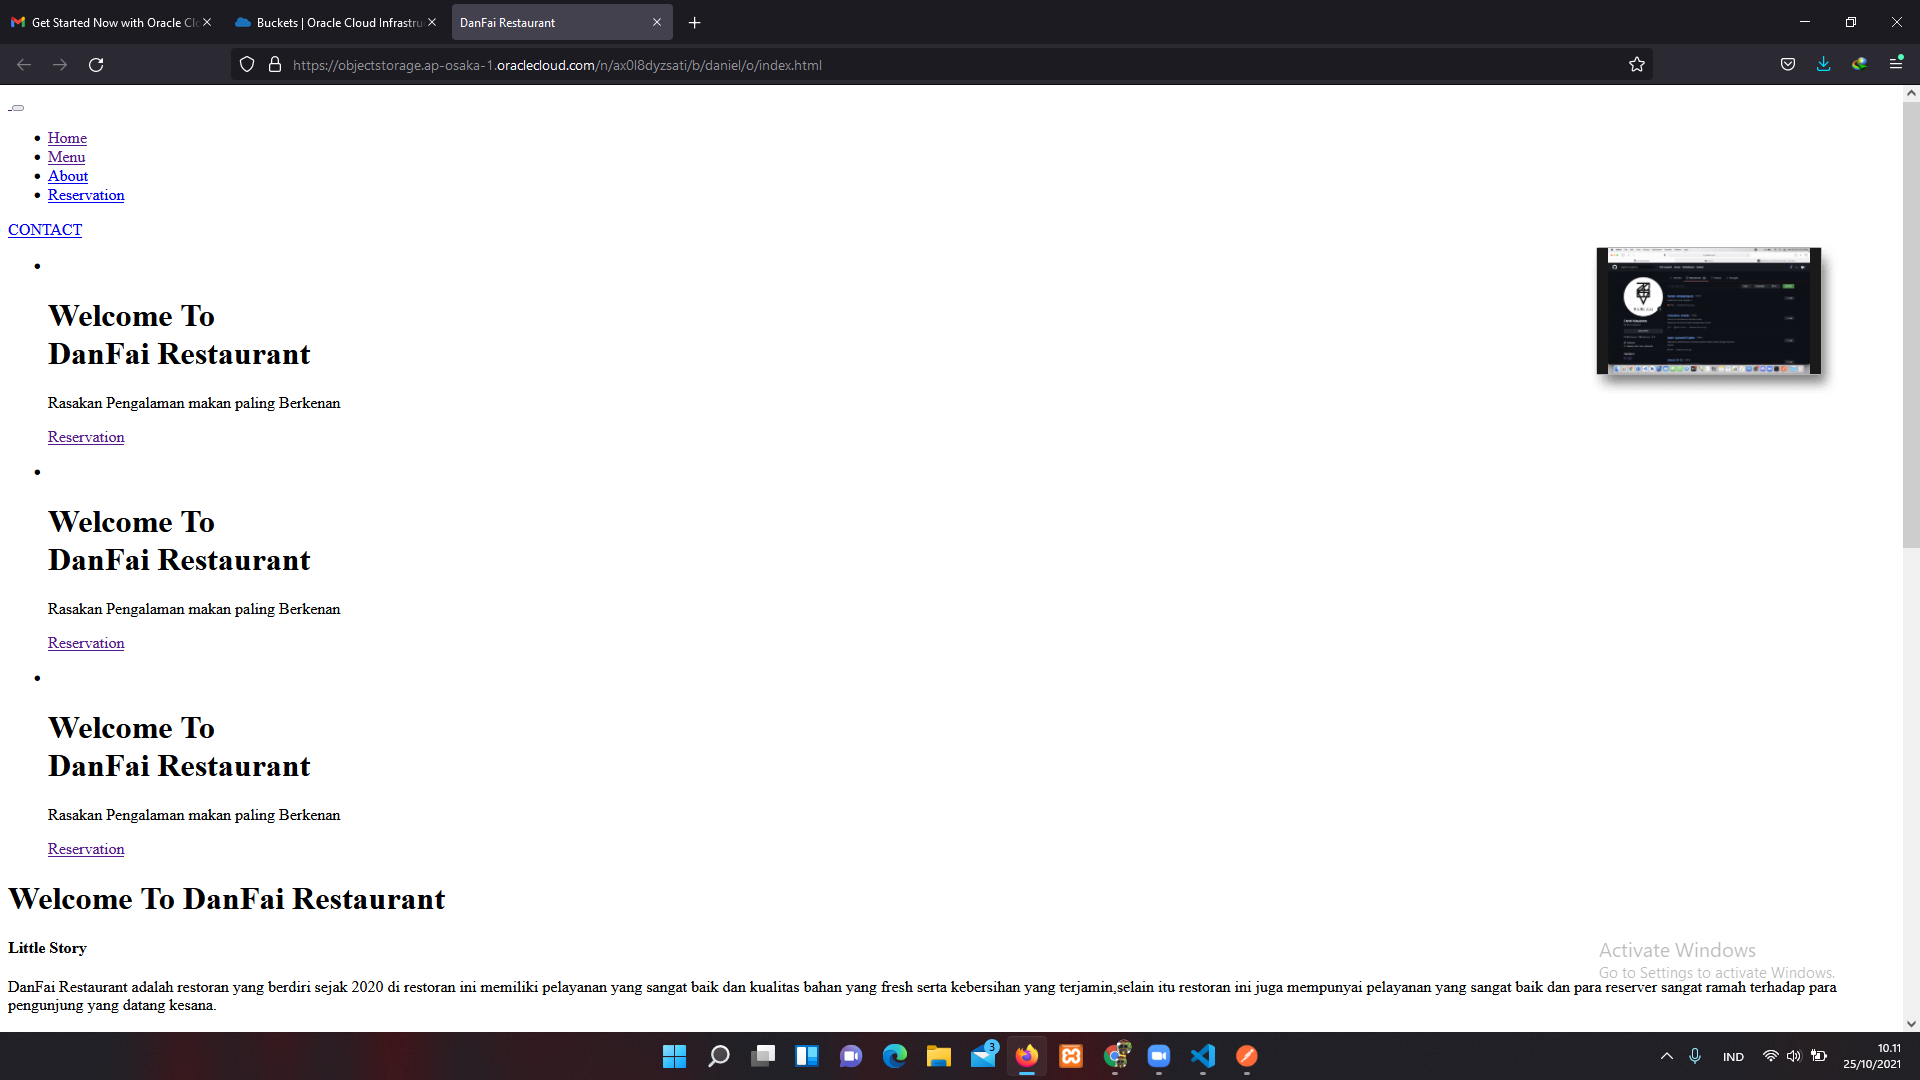 Get Started Now with Oracle Clo
Buckets | Oracle Cloud Infrastru
DanFai Restaurant
https://objectstorage.ap-osaka-1.oraclecloud.com/n/ax0l8dyzsati/b/daniel/o/index.html
Home
Menu
About
Reservation
CONTACT
Welcome To
DanFai Restaurant
Rasakan Pengalaman makan paling Berkenan
Reservation
Welcome To
DanFai Restaurant
Rasakan Pengalaman makan paling Berkenan
Reservation
Welcome To
DanFai Restaurant
Rasakan Pengalaman makan paling Berkenan
Reservation
Welcome To DanFai Restaurant
Little Story
DanFai Restaurant adalah restoran yang berdiri sejak 2020 di restoran ini memiliki pelayanan yang sangat baik dan kualitas bahan yang fresh serta kebersihan yang terjamin,selain itu restoran ini juga mempunyai pelayanan yang sangat baik dan para reserver sangat ramah terhadap para
pengunjung yang datang kesana.
Activate Windows
Go to Settings to activate Windows.
3
IND
10.11
25/10/2021